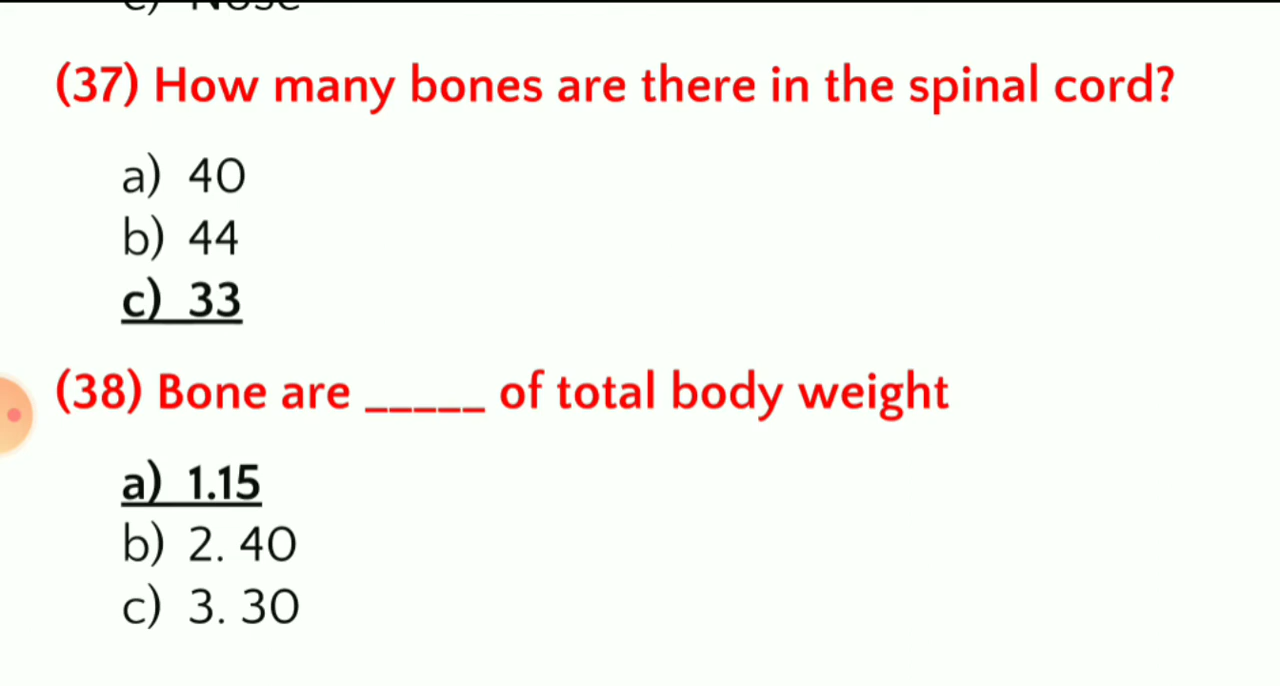 (37) How many bones are there in the spinal cord?
a) 40
b) 44
c) 33
(38) Bone are _____ of total body weight
a) 1.15
b) 2. 40
c) 3. 30